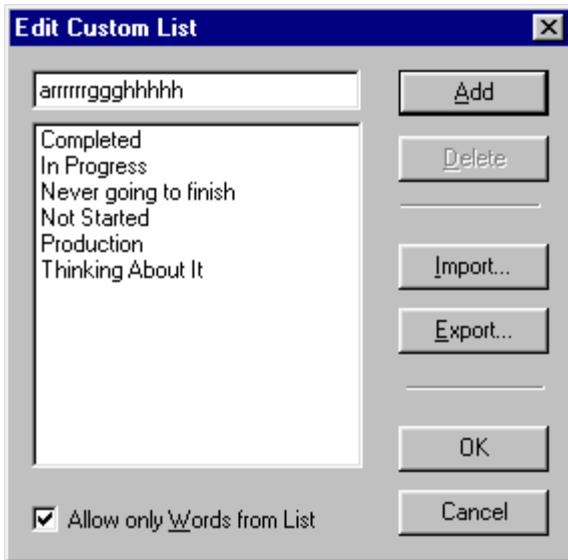 Edit Custom List
arrrrrrggghhhhh
Add
Completed
In Progress
Never going to finish
Not Started
Production
Thinking About It
Delete
Import...
Export...
OK
Allow only Words from List
Cancel